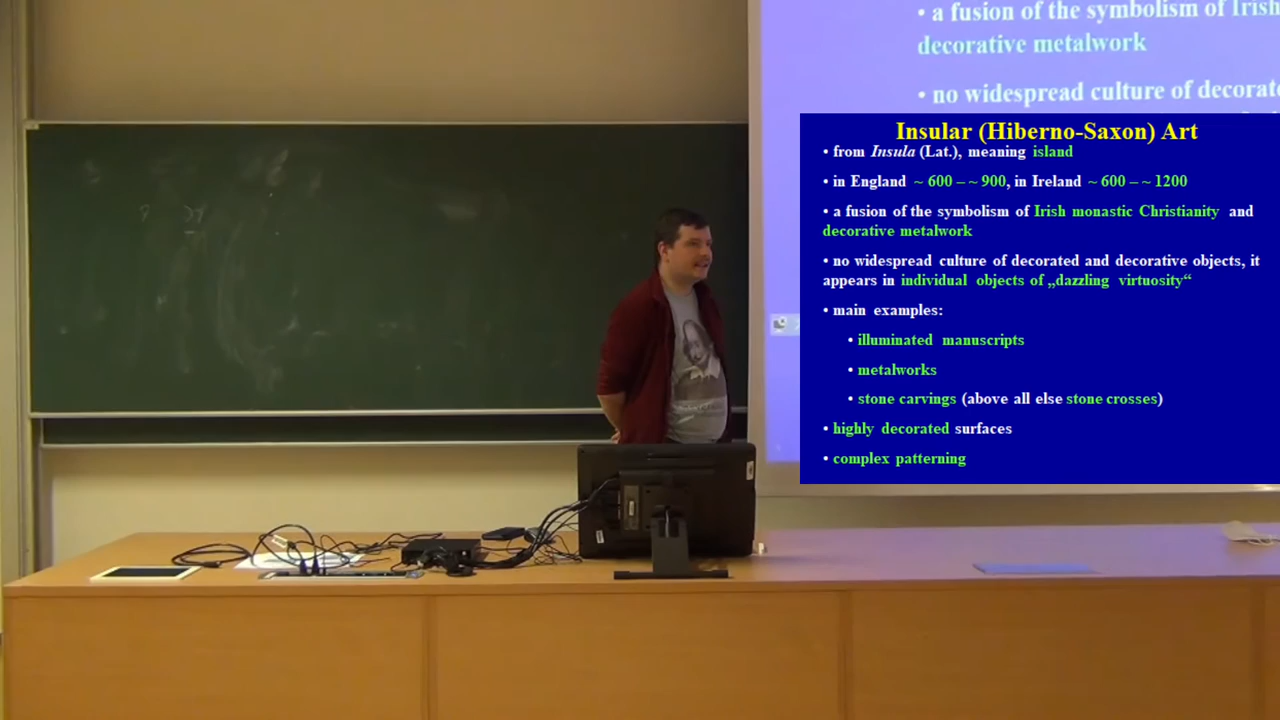 • a fusion of the symbolism of Irish
decorative metalwork
• no widespread culture of decorat
Insular (Hiberno-Saxon) Art
• from Insula (Lat.), meaning island
• in England ~ 600 – ~ 900, in Ireland ~ 600 – ~ 1200
• a fusion of the symbolism of Irish monastic Christianity and
decorative metalwork
• no widespread culture of decorated and decorative objects, it
appears in individual objects of „dazzling virtuosity“
• main examples:
• illuminated manuscripts
• metalworks
• stone carvings (above all else stone crosses)
• highly decorated surfaces
• complex patterning